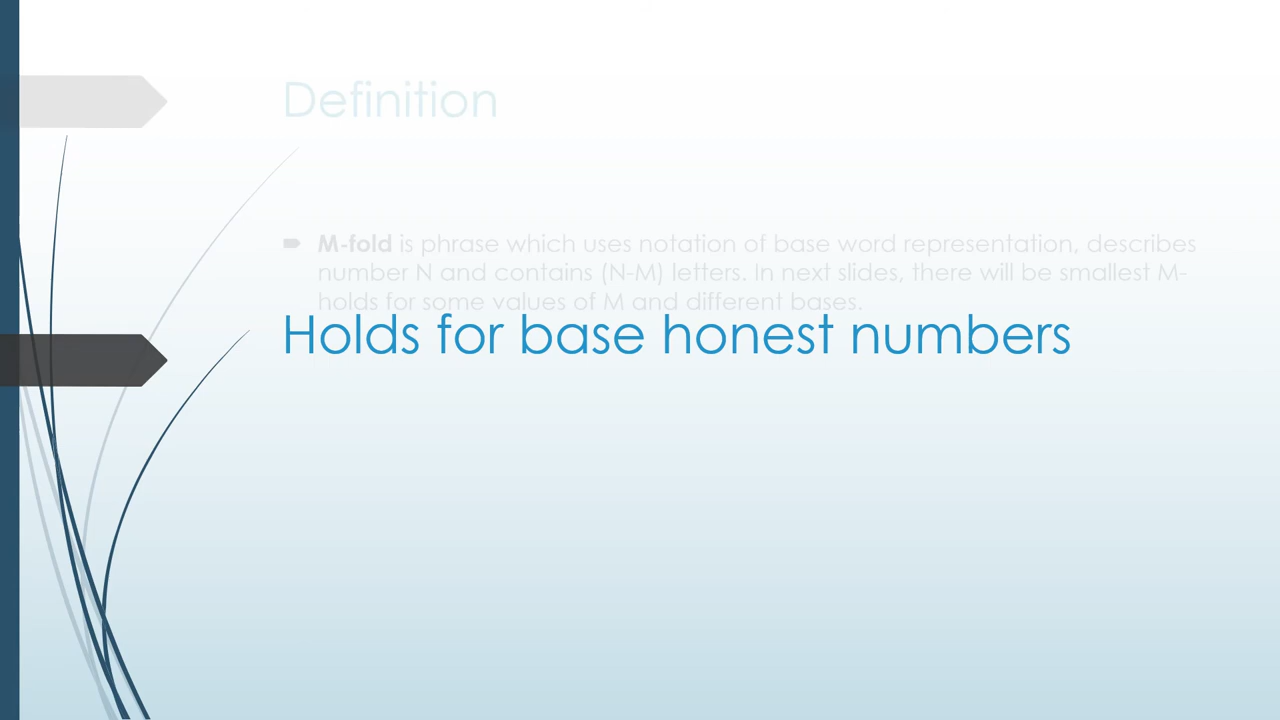 Definition
M-fold is phrase which uses notation of base word representation, describes
number N and contains (N-M) letters. In next slides, there will be smallest M-
holds for some values of M and different bases.
Holds for base honest numbers